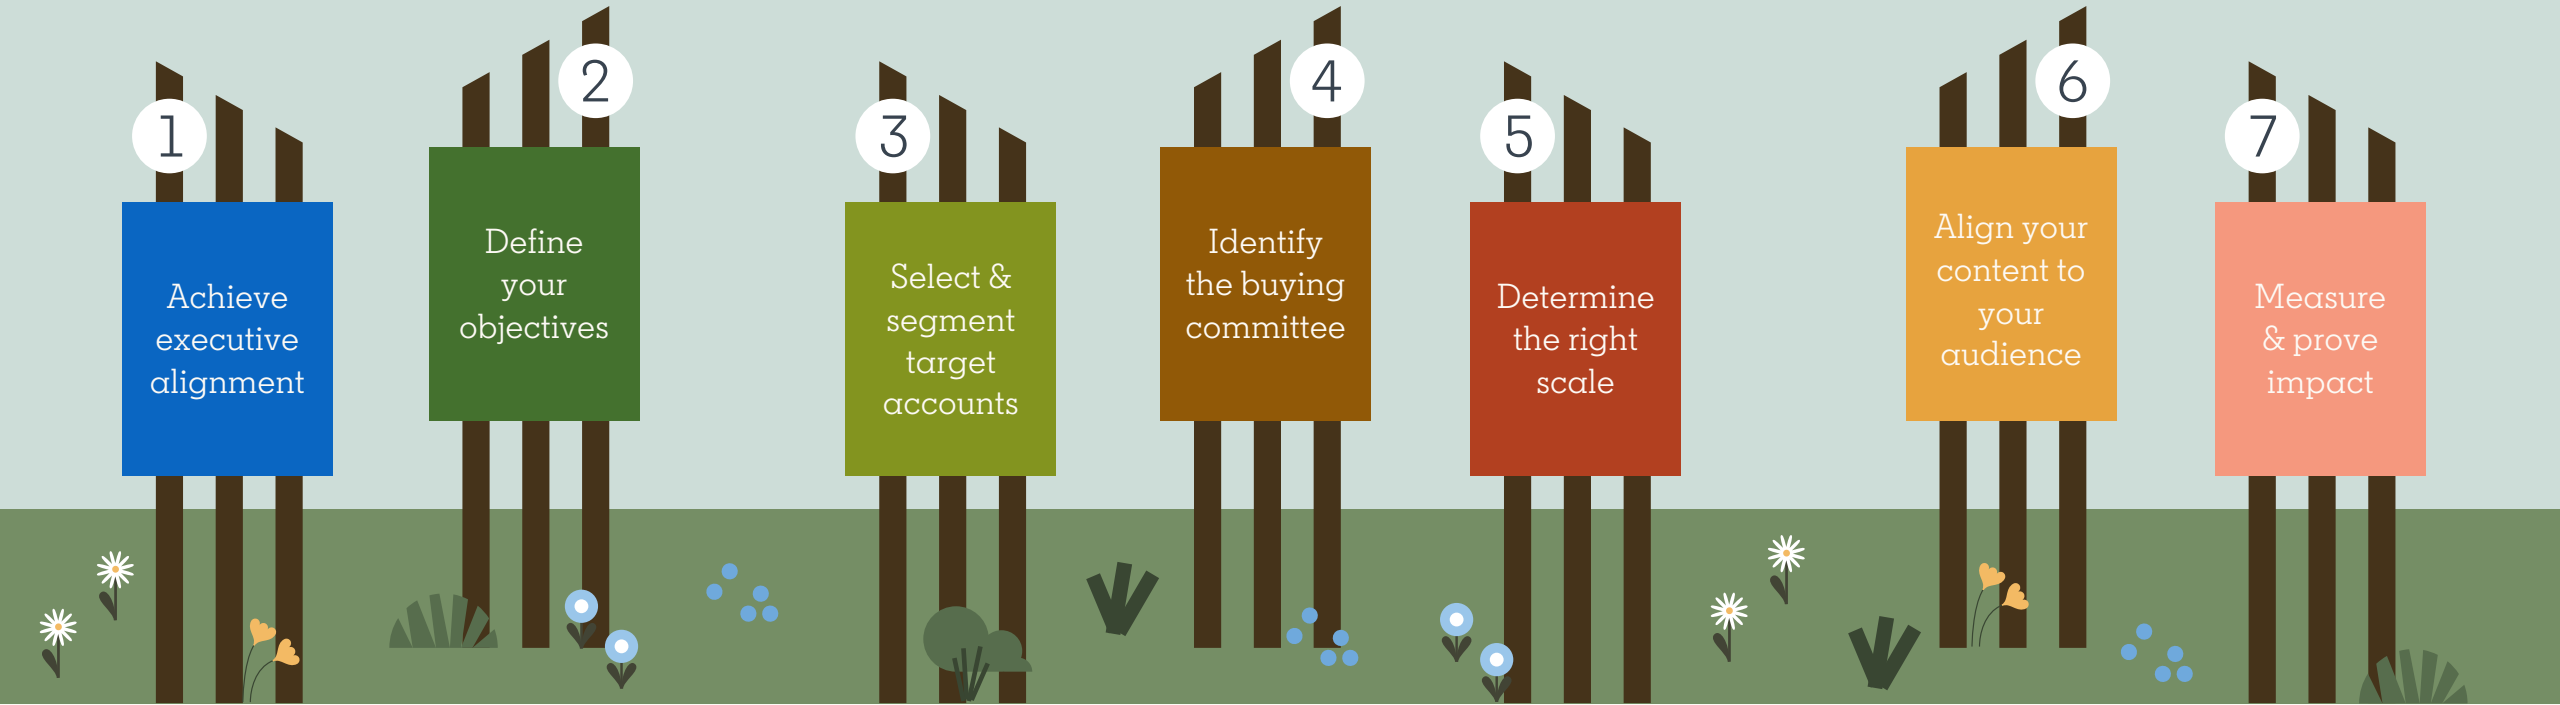 1
Achieve
executive
alignment
2
Define
your
objectives
3
Select &
segment
target
accounts
4
Identify
the buying
committee
5
Determine
the right
scale
6
Align your
content to
your
audience
7
Measure
& prove
impact